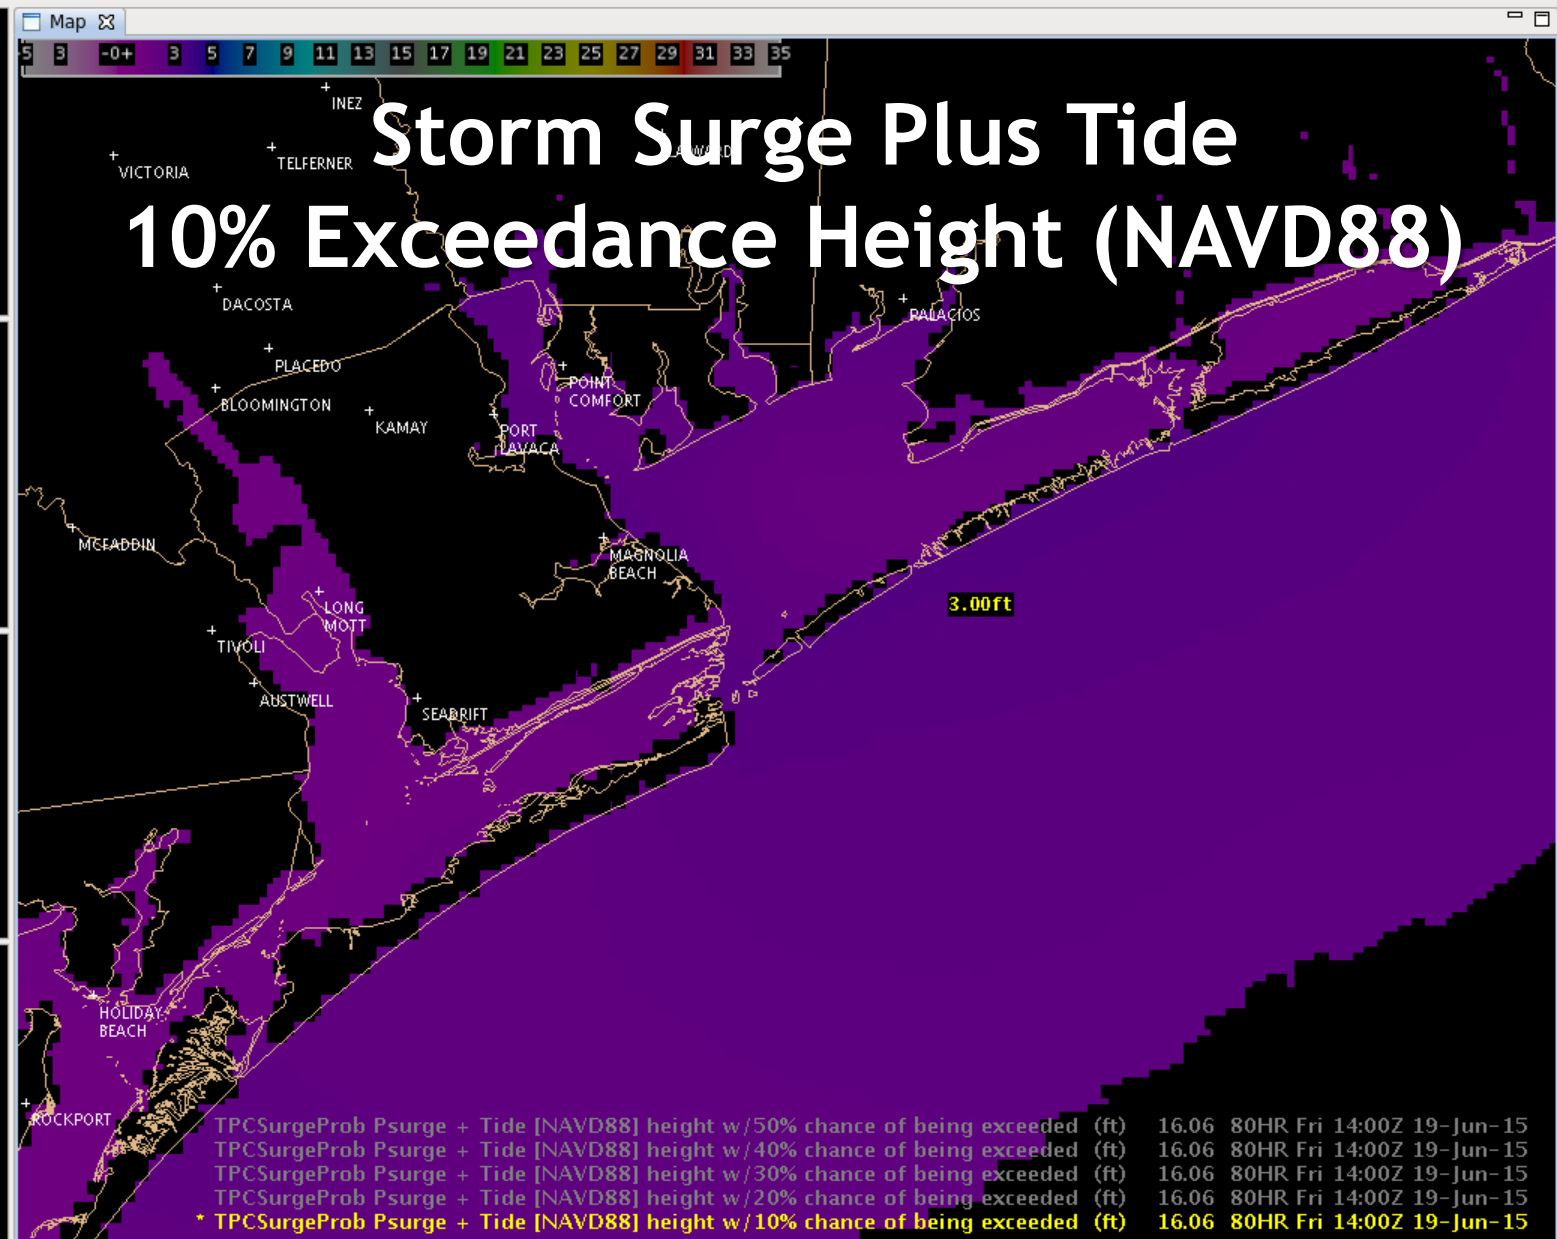 Map
-5 3 -0+ 3 5 7 9 11 13 15 17 19 21 23 25 27 29 31 33 35
INEZ
Storm Surge Plus Tide
TELFERNER
VICTORIA
10% Exceedance Height (NAVD88)
DACOSTA
PALACIOS
PLACEDO
POINT
COMFORT
BLOOMINGTON
KAMAY
PORT
LAVACA
MCFADDIN
MAGNOLIA
BEACH
3.00ft
LONG
MOTT
TIVOLI
AUSTWELL
SEADRIFT
HOLIDAY
BEACH
ROCKPORT
TPCSurgeProb Psurge + Tide [NAVD88] height w/50% chance of being exceeded (ft) 16.06 80HR Fri 14:00Z 19-Jun-15
TPCSurgeProb Psurge + Tide [NAVD88] height w/40% chance of being exceeded (ft) 16.06 80HR Fri 14:00Z 19-Jun-15
TPCSurgeProb Psurge + Tide [NAVD88] height w/30% chance of being exceeded (ft) 16.06 80HR Fri 14:00Z 19-Jun-15
TPCSurgeProb Psurge + Tide [NAVD88] height w/20% chance of being exceeded (ft) 16.06 80HR Fri 14:00Z 19-Jun-15
* TPCSurgeProb Psurge + Tide [NAVD88] height w/10% chance of being exceeded (ft) 16.06 80HR Fri 14:00Z 19-Jun-15